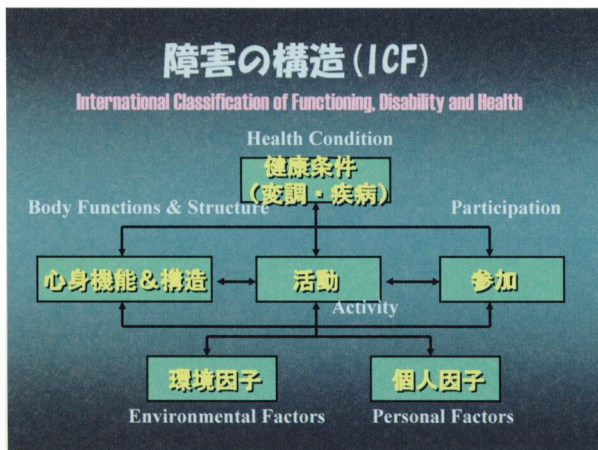 障害の構造(ICF)
International Classification of Functioning, Disability and Health
Health Condition
健康条件
(変調・疾病)
Body Functions & Structure
Participation
心身機能&構造
活動
参加
Activity
環境因子
個人因子
Environmental Factors
Personal Factors